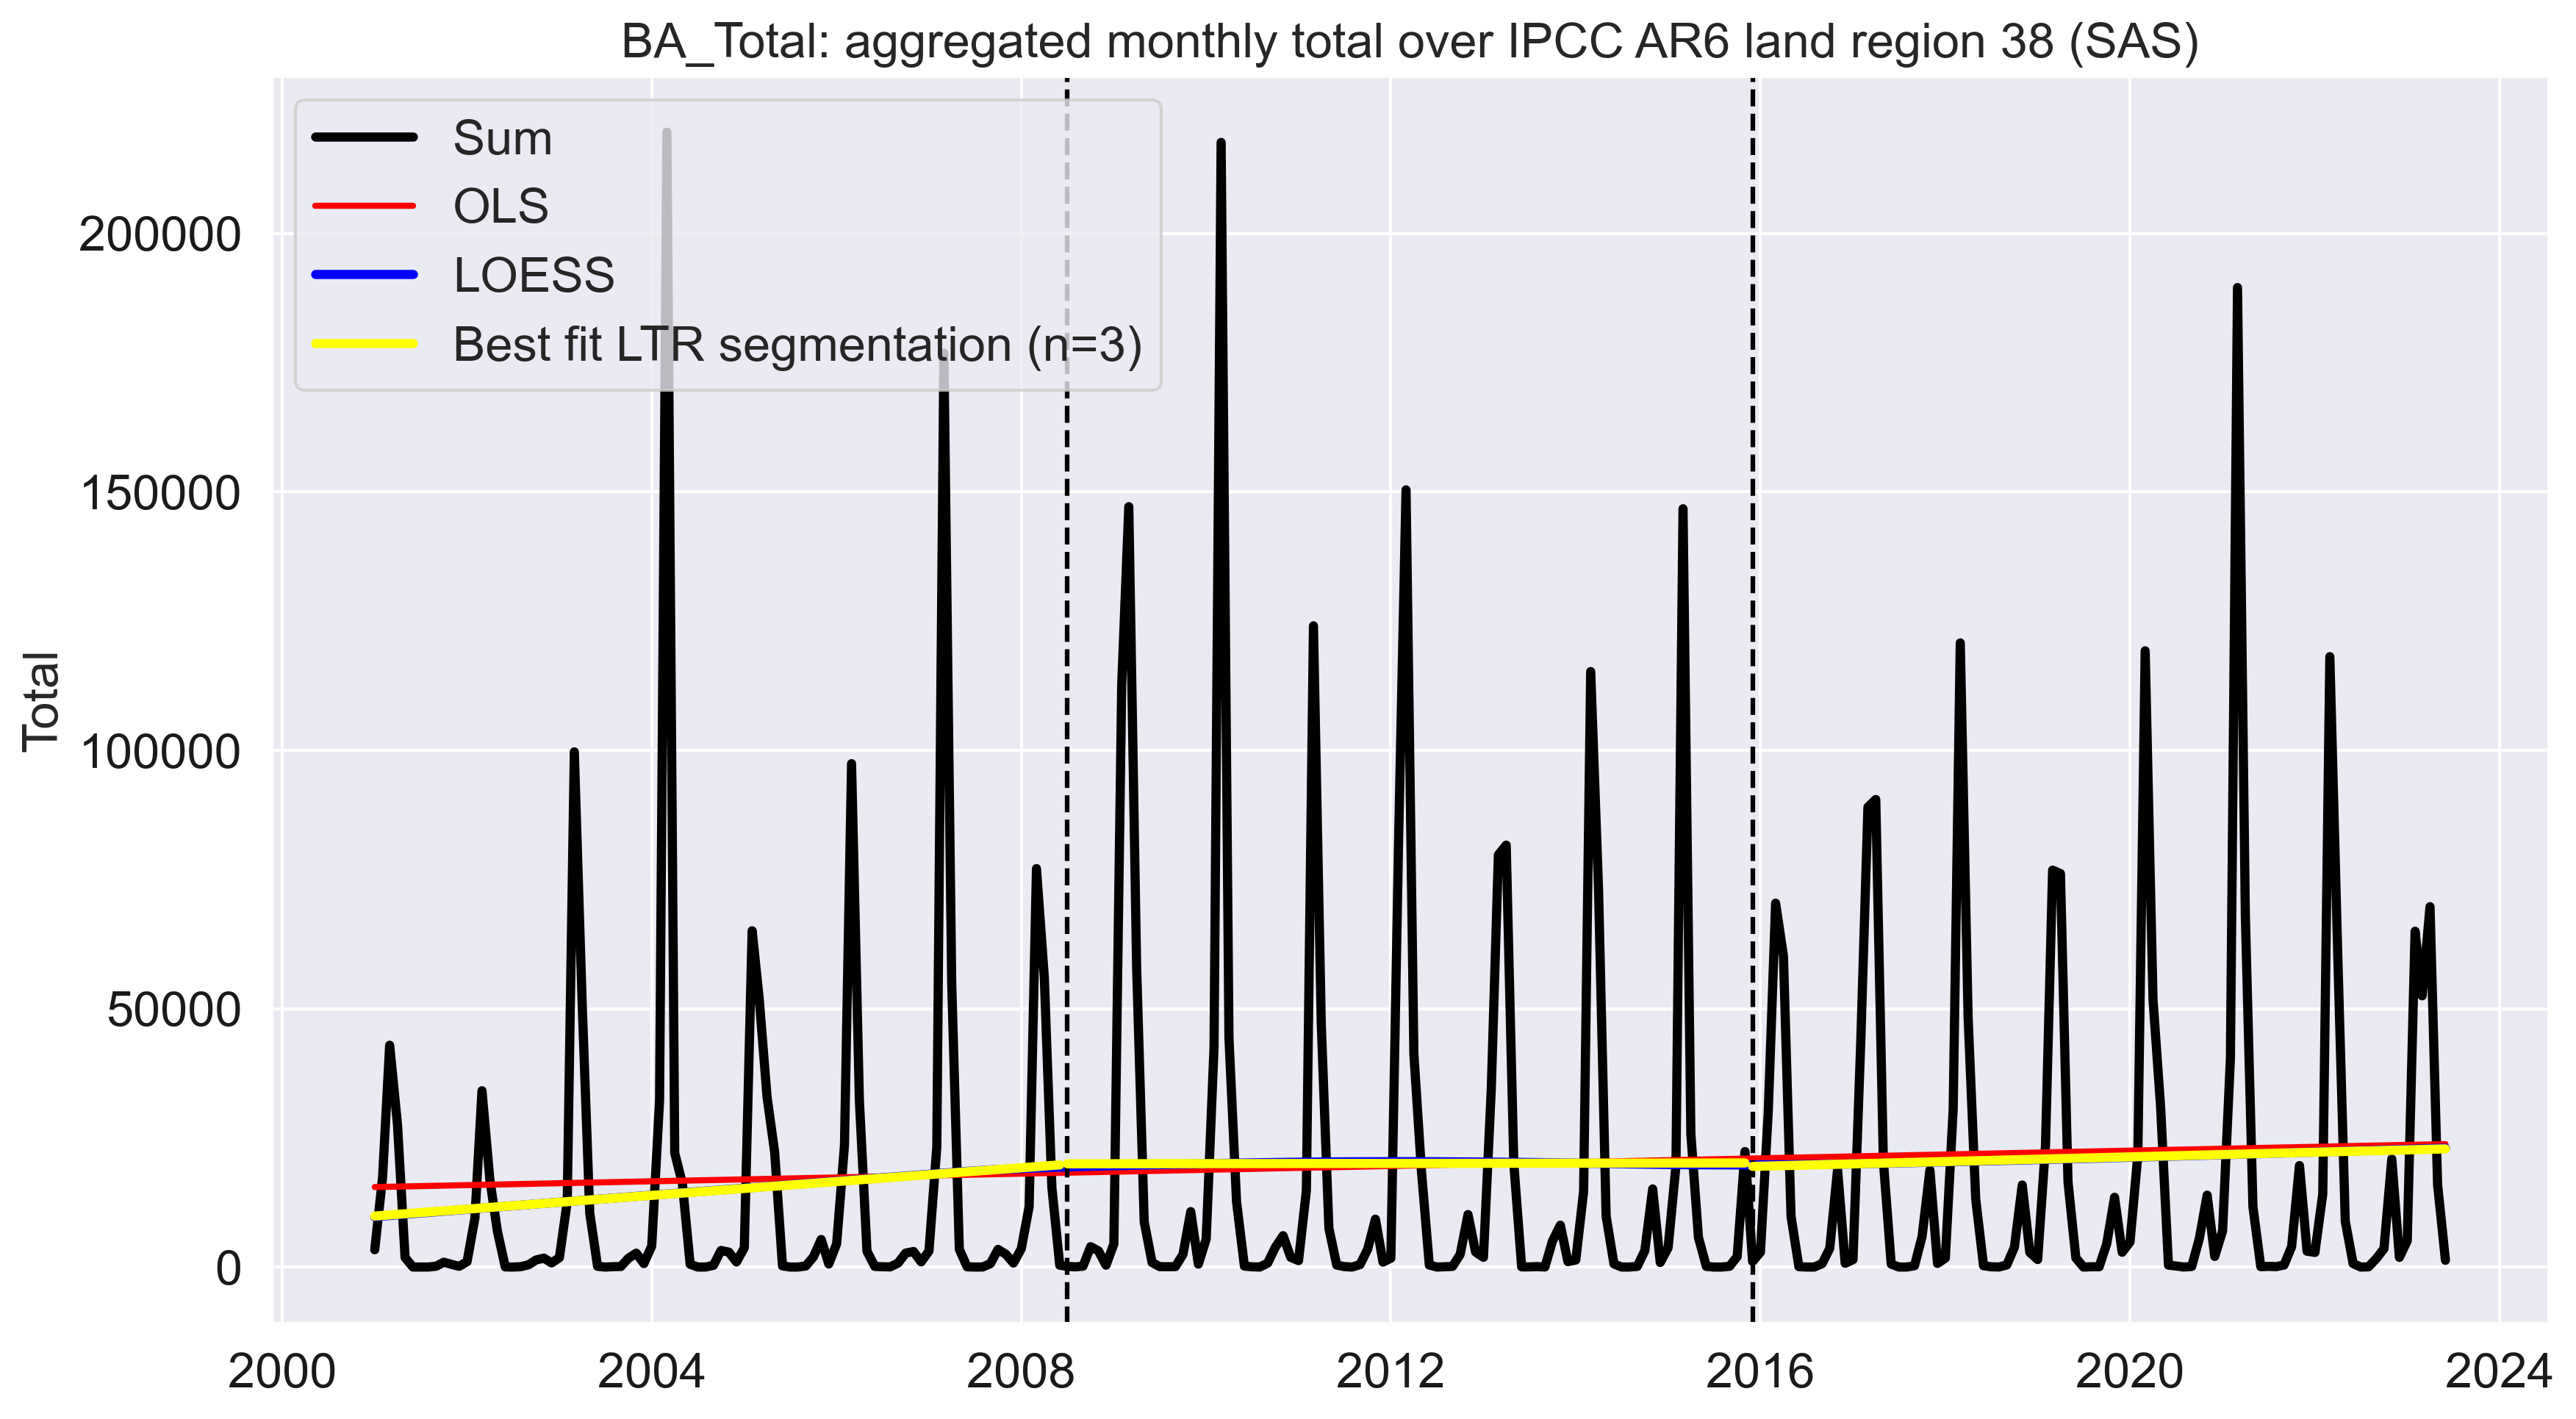 BA_Total: aggregated monthly total over IPCC AR6 land region 38 (SAS)
Sum
OLS
LOESS
Best fit LTR segmentation (n=3)
Total
200000
150000
100000
50000
0
2000 2004 2008 2012 2016 2020 2024